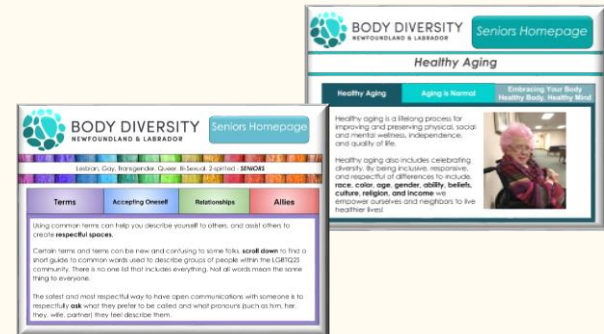 BODY DIVERSITY
NEWFOUNDLAND & LABRADOR
Seniors Homepage
Healthy Aging
Healthy Aging
Aging is Normal
Embracing Your Body
Healthy Body, Healthy Mind
Healthy aging is a lifelong process for
improving and preserving physical, social
and mental wellness, independence,
and quality of life.
Healthy aging also includes celebrating
diversity. By being inclusive, responsive,
and respectful of differences to include,
race, color, age, gender, ability, beliefs,
culture, religion, and income we
empower ourselves and neighbors to live
healthier lives!
BODY DIVERSITY
NEWFOUNDLAND & LABRADOR
Seniors Homepage
Lesbian, Gay, Transgender, Queer, Bi-Sexual, 2-spirited - SENIORS
Terms
Accepting Oneself
Relationships
Allies
Using common terms can help you describe yourself to others, and assist others to
create respectful spaces.
Certain terms and terms can be new and confusing to some folks, scroll down to find a
short guide to common words used to describe groups of people within the LGBTQ2S
community. There is no one list that includes everything. Not all words mean the same
thing to everyone.
The safest and most respectful way to have open communications with someone is to
respectfully ask what they prefer to be called and what pronouns (such as him, her,
they, wife, partner) they feel describe them.